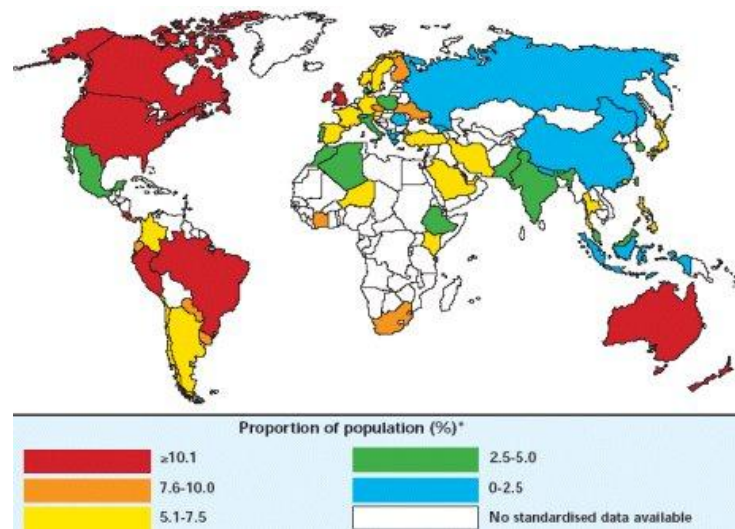 Proportion of population (%)*
≥10.1
2.5-5.0
7.6-10.0
0-2.5
5.1-7.5
No standardised data available